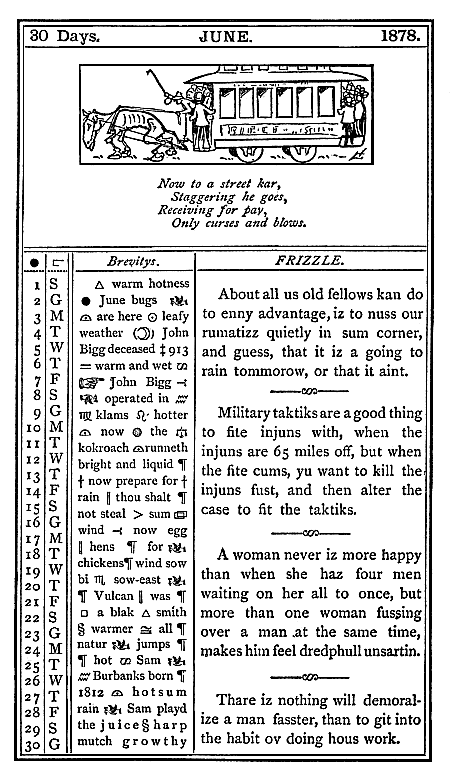 30 Days. JUNE. 1878.
Now to a street kar,
Staggering he goes,
Receiving for pay,
Only curses and blows.
Brevitys.
1 S △ warm hotness
2 G ● June bugs
3 M are here ☉ leafy
4 T weather John
5 W Bigg deceased ‡ 913
6 T = warm and wet
7 F ☞ John Bigg
8 S operated in
9 G ♏ klams ♌ hotter
10 M now the ♎
11 T kokroach runneth
12 W bright and liquid ¶
13 T † now prepare for †
14 F rain ‖ thou shalt ¶
15 S not steal > sum
16 G wind now egg
17 M ‖ hens ¶ for
18 T chickens ¶ wind sow
19 W bi ♏ sow-east
20 T ¶ Vulcan ‖ was ¶
21 F □ a blak △ smith
22 S § warmer ≅ all ¶
23 G natur jumps ¶
24 M ¶ hot Sam
25 T Burbanks born ¶
26 W 1812 hotsum
27 T rain Sam playd
28 F the juice § harp
29 S mutch growthy
30 G
FRIZZLE.
About all us old fellows kan do
to enny advantage, iz to nuss our
rumatizz quietly in sum corner,
and guess, that it iz a going to
rain tommorow, or that it aint.
Military taktiks are a good thing
to fite injuns with, when the
injuns are 65 miles off, but when
the fite cums, yu want to kill the
injuns fust, and then alter the
case to fit the taktiks.
A woman never iz more happy
than when she haz four men
waiting on her all to once, but
more than one woman fussing
over a man at the same time,
makes him feel dredphull unsartin.
Thare iz nothing will demoral-
ize a man fasster, than to git into
the habit ov doing hous work.